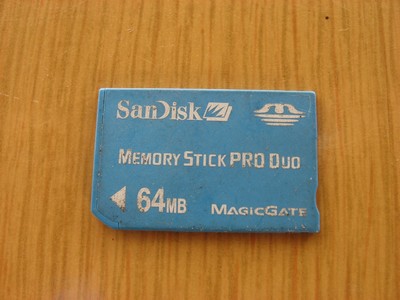 SanDisk
MEMORY STICK PRO DUO
64MB MAGICGATE